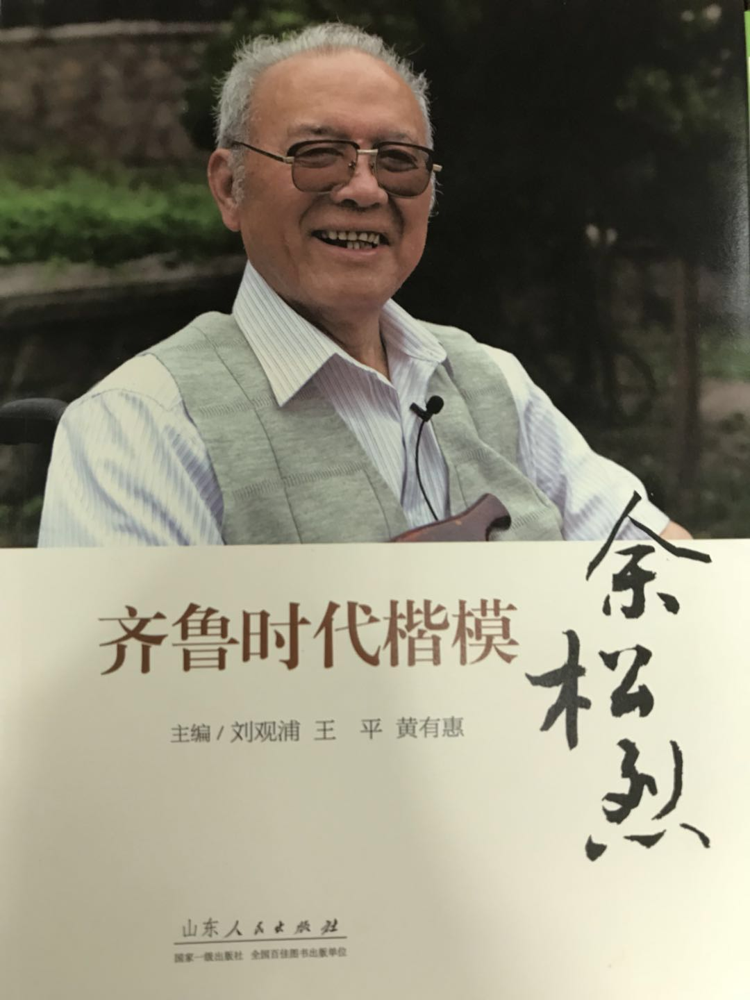 齐鲁时代楷模
余松烈
主编/刘观浦 王 平 黄有惠
山东人民出版社
国家一级出版社 全国百佳图书出版单位